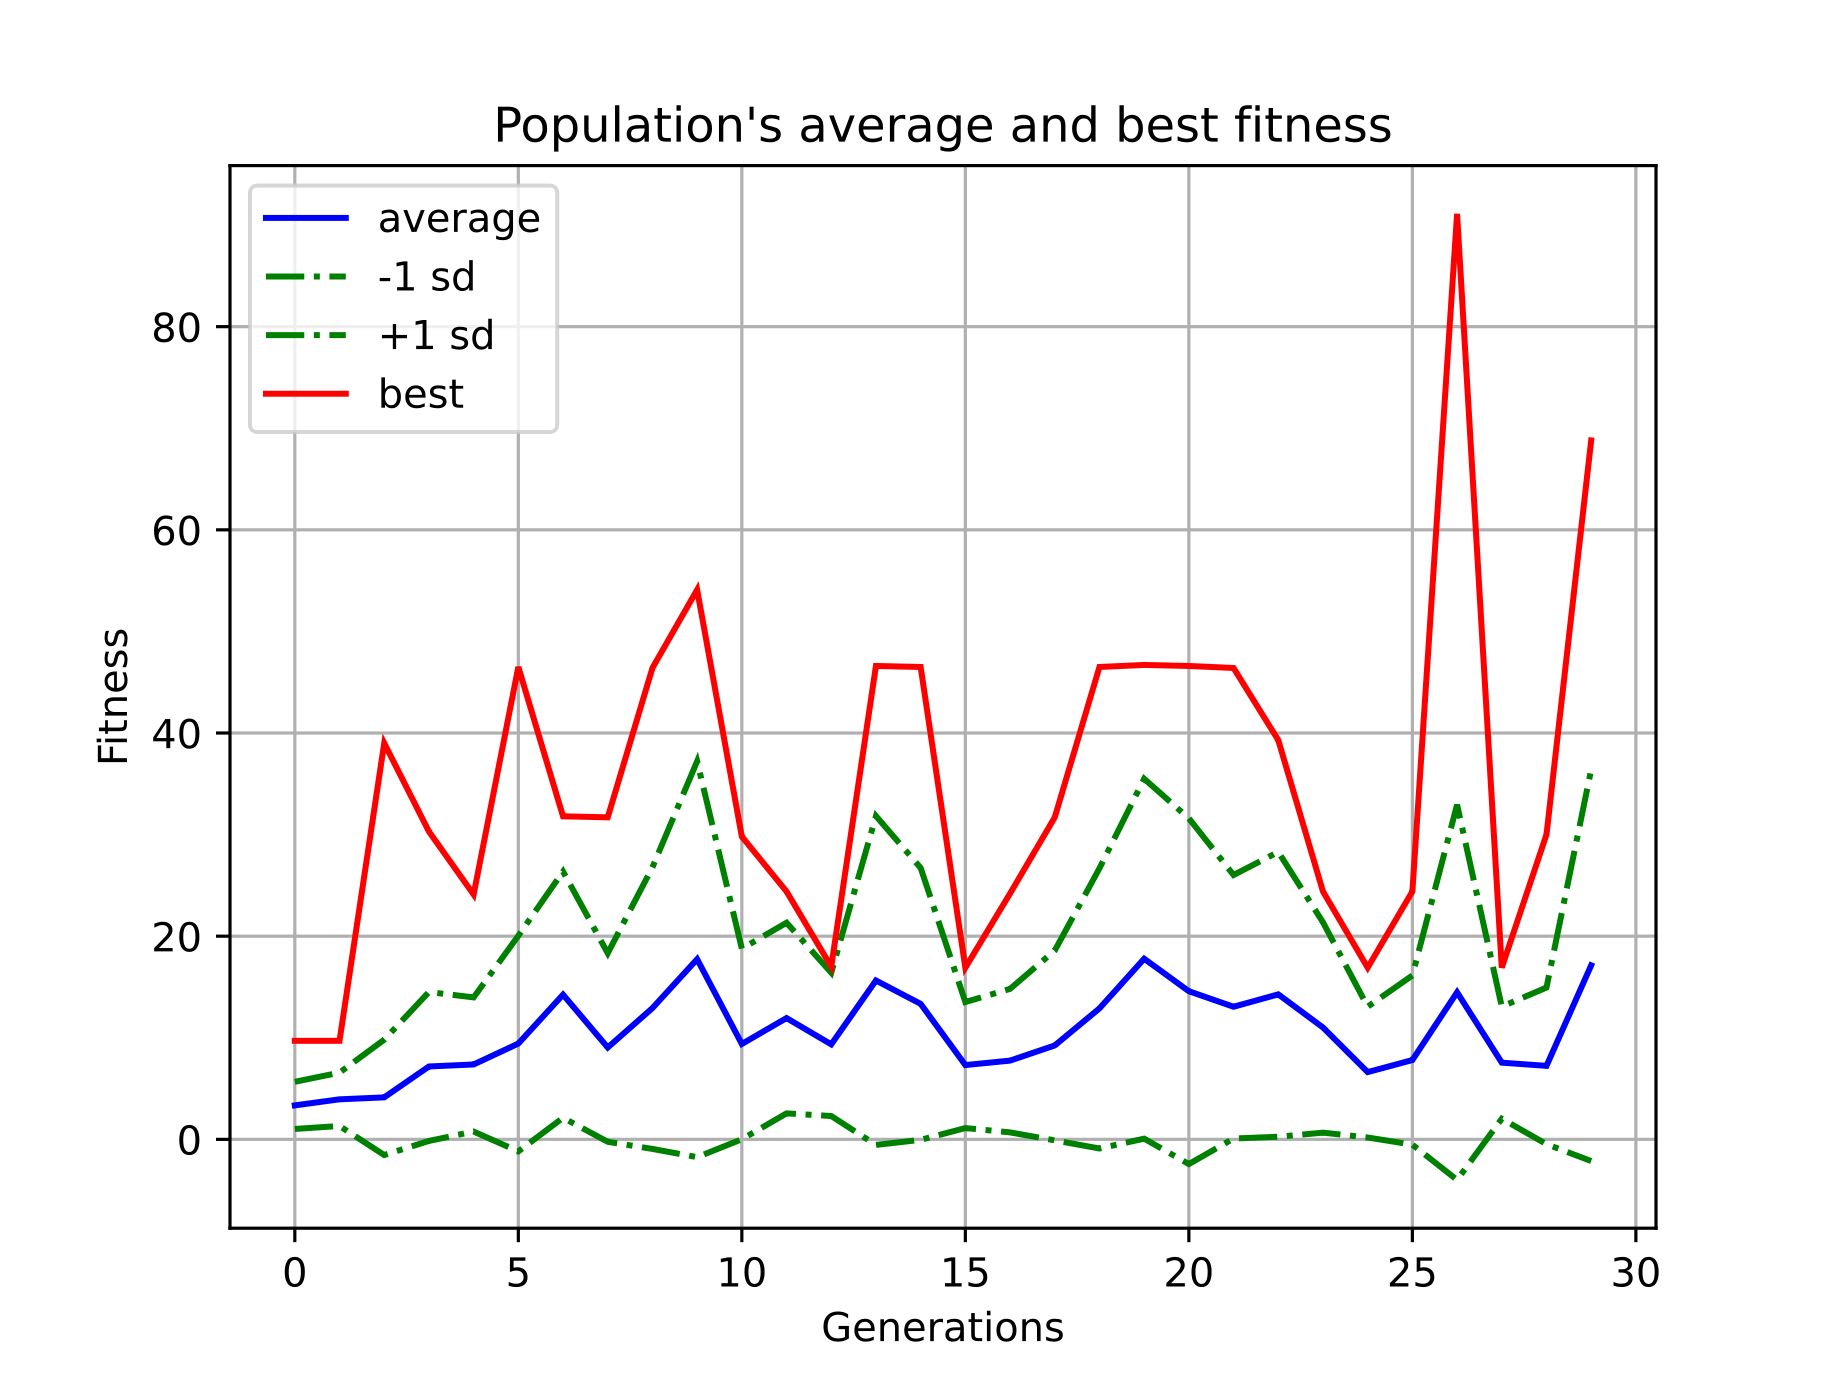 Population's average and best fitness
average
-1 sd
+1 sd
best
80
60
40
20
0
Fitness
0 5 10 15 20 25 30
Generations